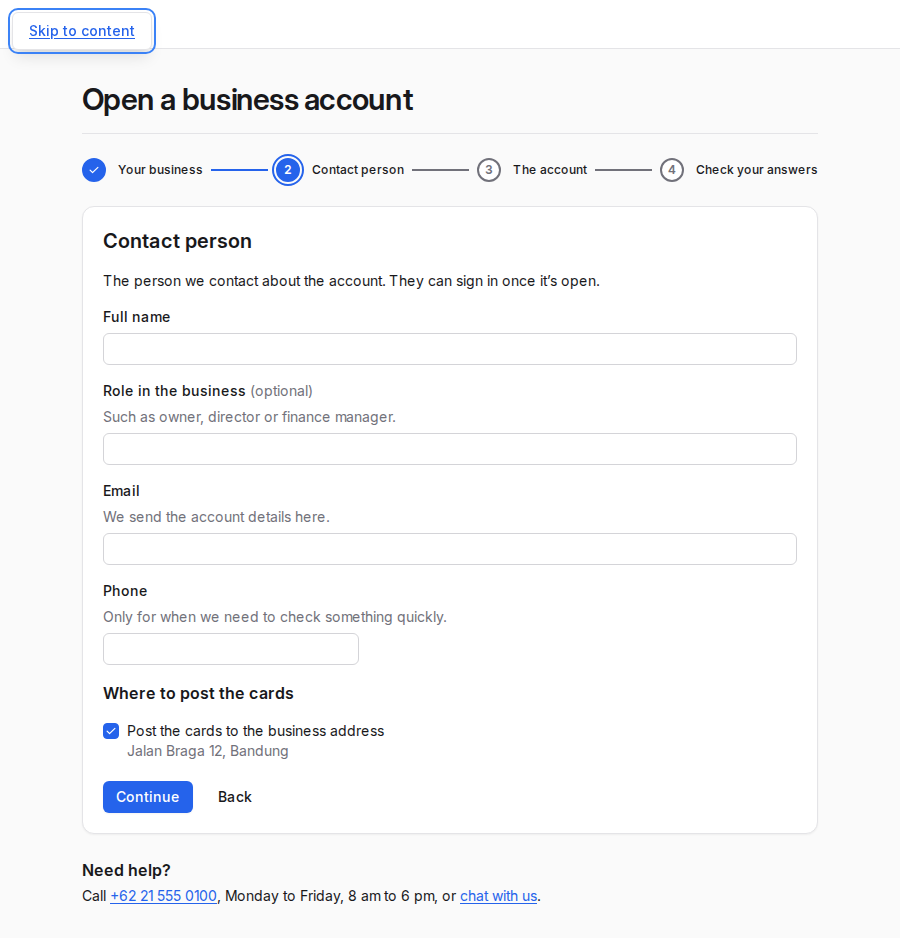 Skip to content
Open a business account
Your business
2 Contact person
3 The account
4 Check your answers
Contact person
The person we contact about the account. They can sign in once it’s open.
Full name
Role in the business (optional)
Such as owner, director or finance manager.
Email
We send the account details here.
Phone
Only for when we need to check something quickly.
Where to post the cards
Post the cards to the business address
Jalan Braga 12, Bandung
Continue
Back
Need help?
Call +62 21 555 0100, Monday to Friday, 8 am to 6 pm, or chat with us.